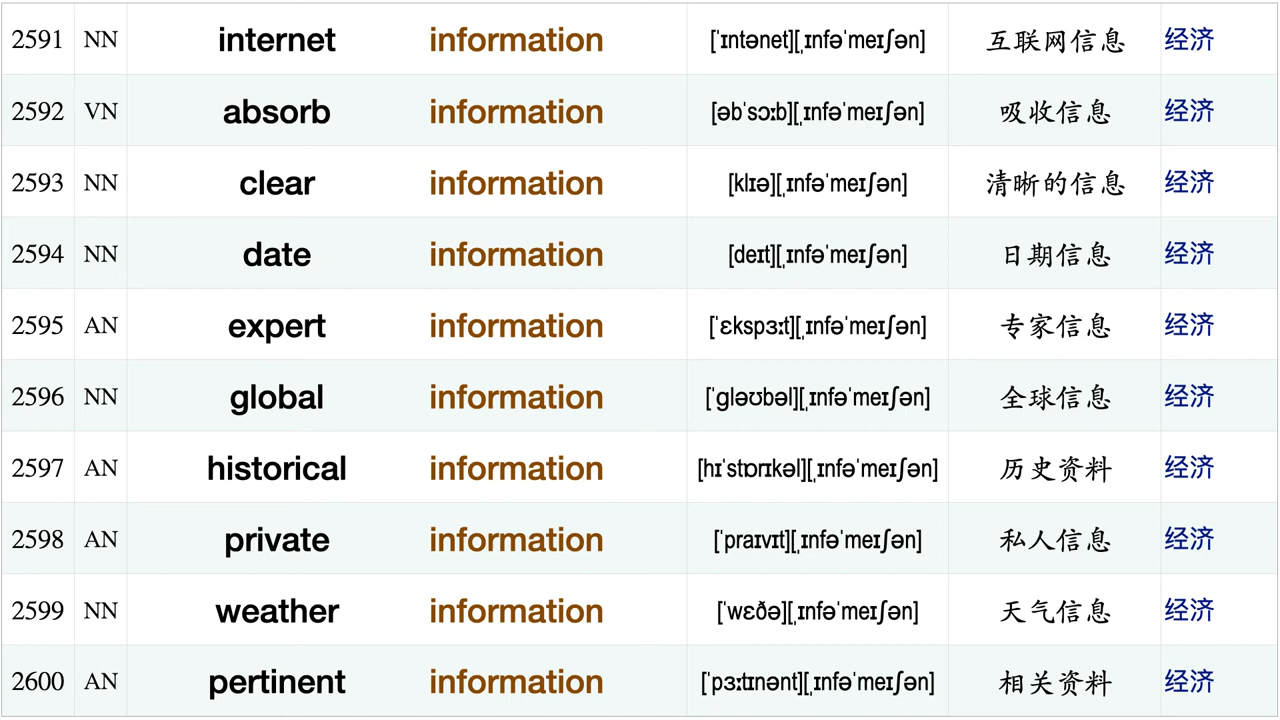 2591 NN internet information [ˈɪntənet][ˌɪnfəˈmeɪʃən] 互联网信息 经济
2592 VN absorb information [əbˈsɔːb][ˌɪnfəˈmeɪʃən] 吸收信息 经济
2593 NN clear information [klɪə][ˌɪnfəˈmeɪʃən] 清晰的信息 经济
2594 NN date information [deɪt][ˌɪnfəˈmeɪʃən] 日期信息 经济
2595 AN expert information [ˈɛkspɜːt][ˌɪnfəˈmeɪʃən] 专家信息 经济
2596 NN global information [ˈɡləʊbəl][ˌɪnfəˈmeɪʃən] 全球信息 经济
2597 AN historical information [hɪˈstɒrɪkəl][ˌɪnfəˈmeɪʃən] 历史资料 经济
2598 AN private information [ˈpraɪvɪt][ˌɪnfəˈmeɪʃən] 私人信息 经济
2599 NN weather information [ˈwɛðə][ˌɪnfəˈmeɪʃən] 天气信息 经济
2600 AN pertinent information [ˈpɜːtɪnənt][ˌɪnfəˈmeɪʃən] 相关资料 经济